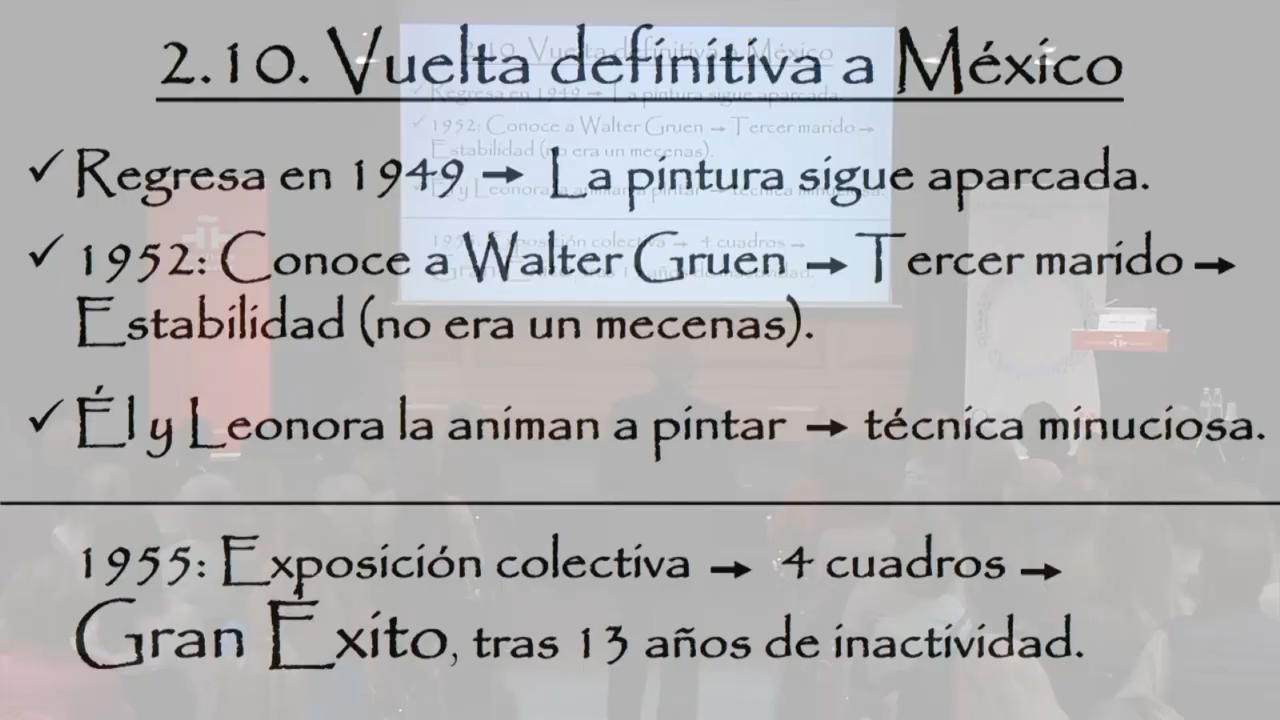 2.10. Vuelta definitiva a México
✓ Regresa en 1949 → La pintura sigue aparcada.
✓ 1952: Conoce a Walter Gruen → Tercer marido →
Estabilidad (no era un mecenas).
✓ Él y Leonora la animan a pintar → técnica minuciosa.
1955: Exposición colectiva → 4 cuadros →
Gran Éxito, tras 13 años de inactividad.